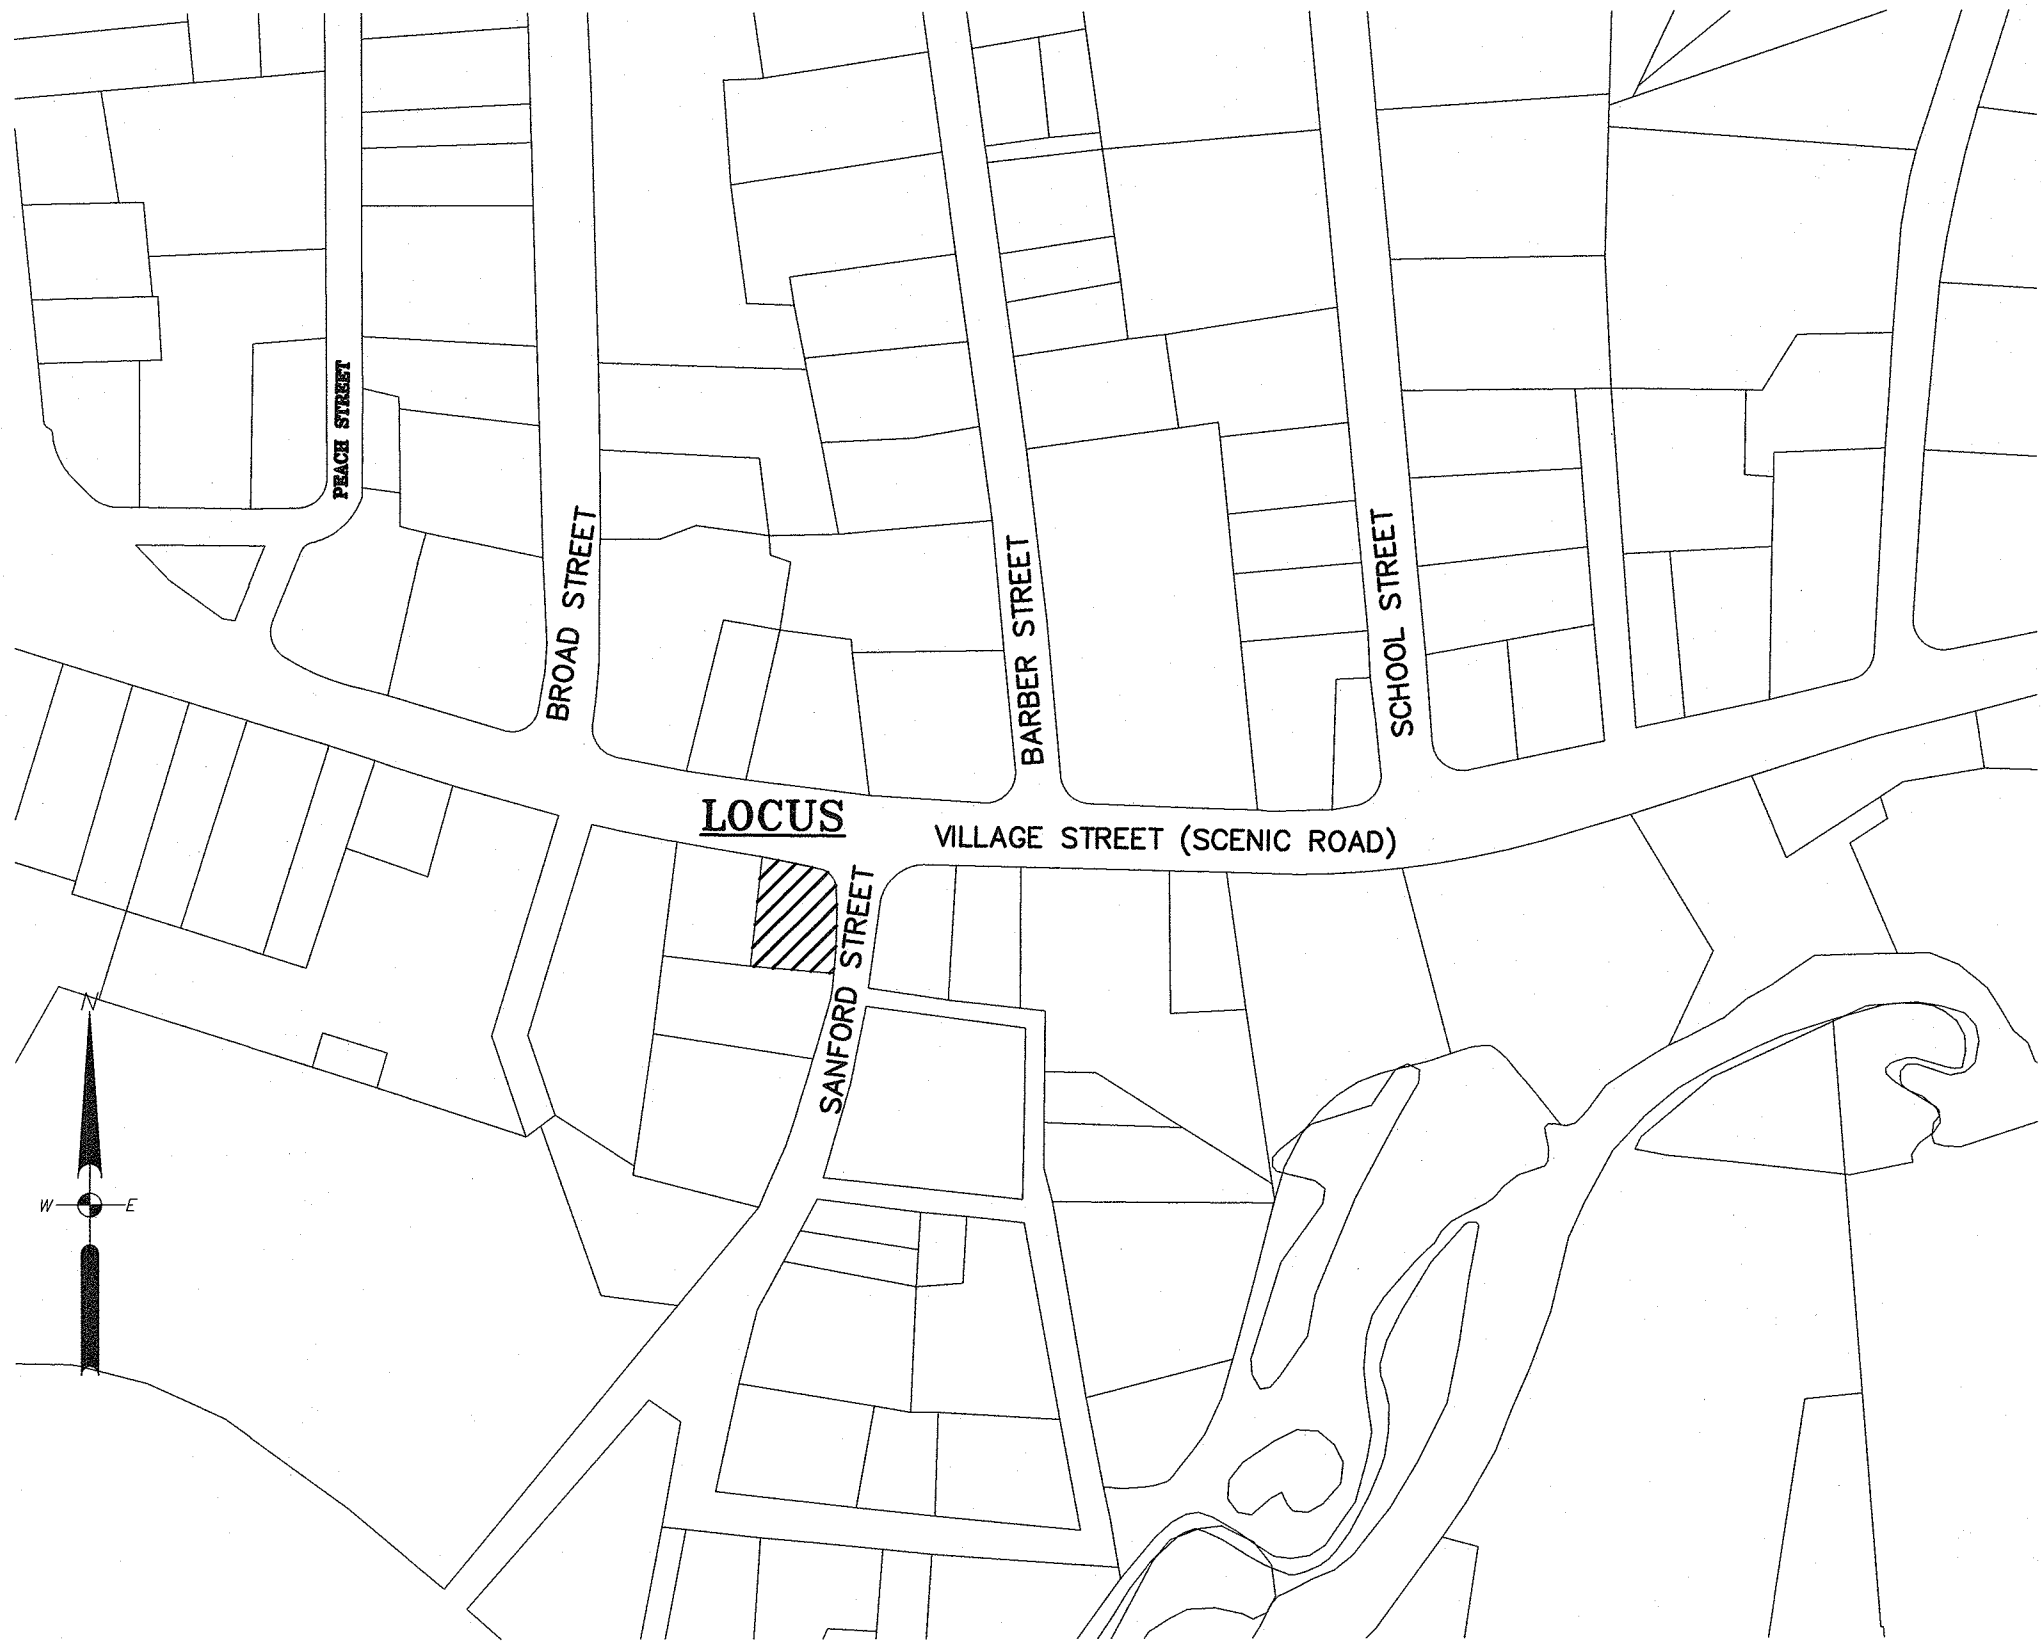 PEACH STREET
BROAD STREET
BARBER STREET
SCHOOL STREET
LOCUS
VILLAGE STREET (SCENIC ROAD)
SANFORD STREET
N
W
E